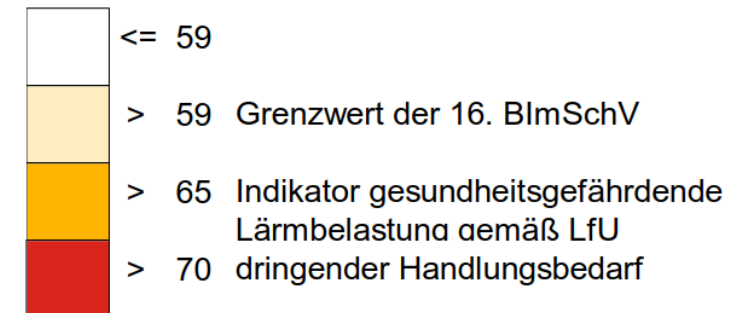 <= 59
> 59 Grenzwert der 16. BImSchV
> 65 Indikator gesundheitsgefährdende
Lärmbelastung gemäß LfU
> 70 dringender Handlungsbedarf